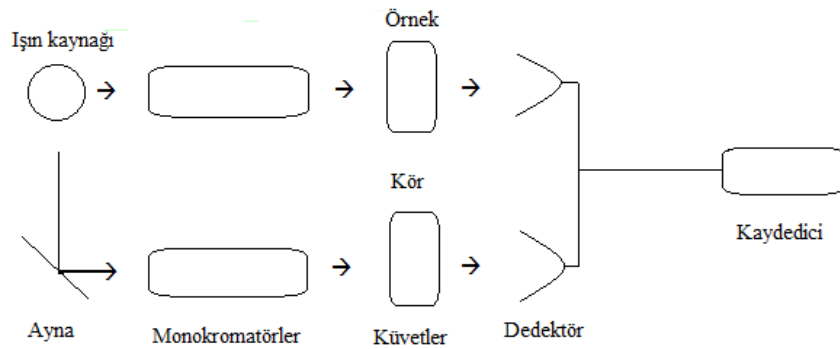 Örnek
Işın kaynağı
Kör
Kaydedici
Ayna
Monokromatörler
Küvetler
Dedektör